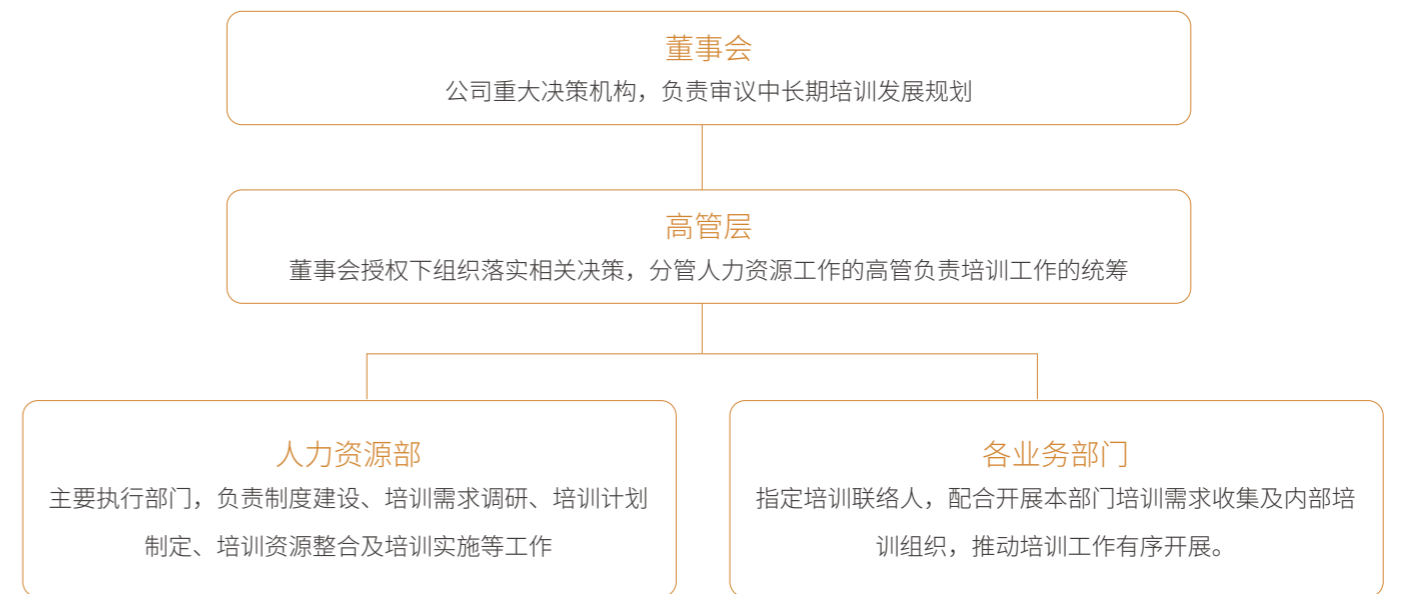 董事会
公司重大决策机构，负责审议中长期培训发展规划
高管层
董事会授权下组织落实相关决策，分管人力资源工作的高管负责培训工作的统筹
人力资源部
主要执行部门，负责制度建设、培训需求调研、培训计划
制定、培训资源整合及培训实施等工作
各业务部门
指定培训联络人，配合开展本部门培训需求收集及内部培
训组织，推动培训工作有序开展。